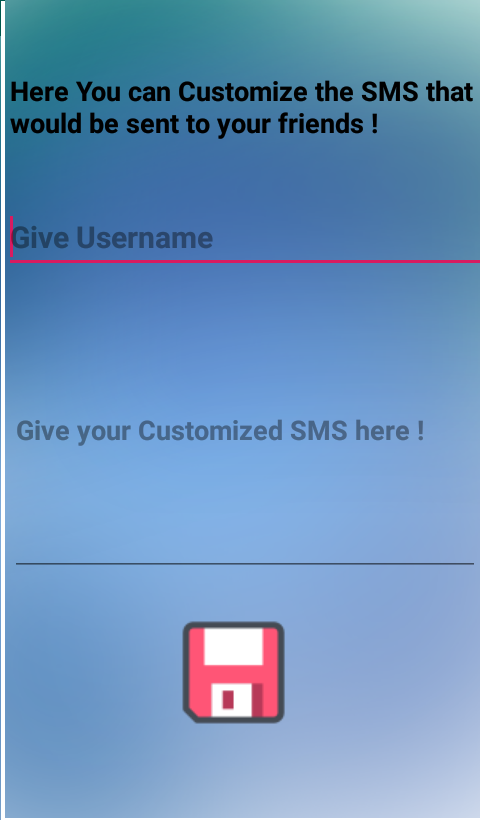 Here You can Customize the SMS that
would be sent to your friends !
Give Username
Give your Customized SMS here !